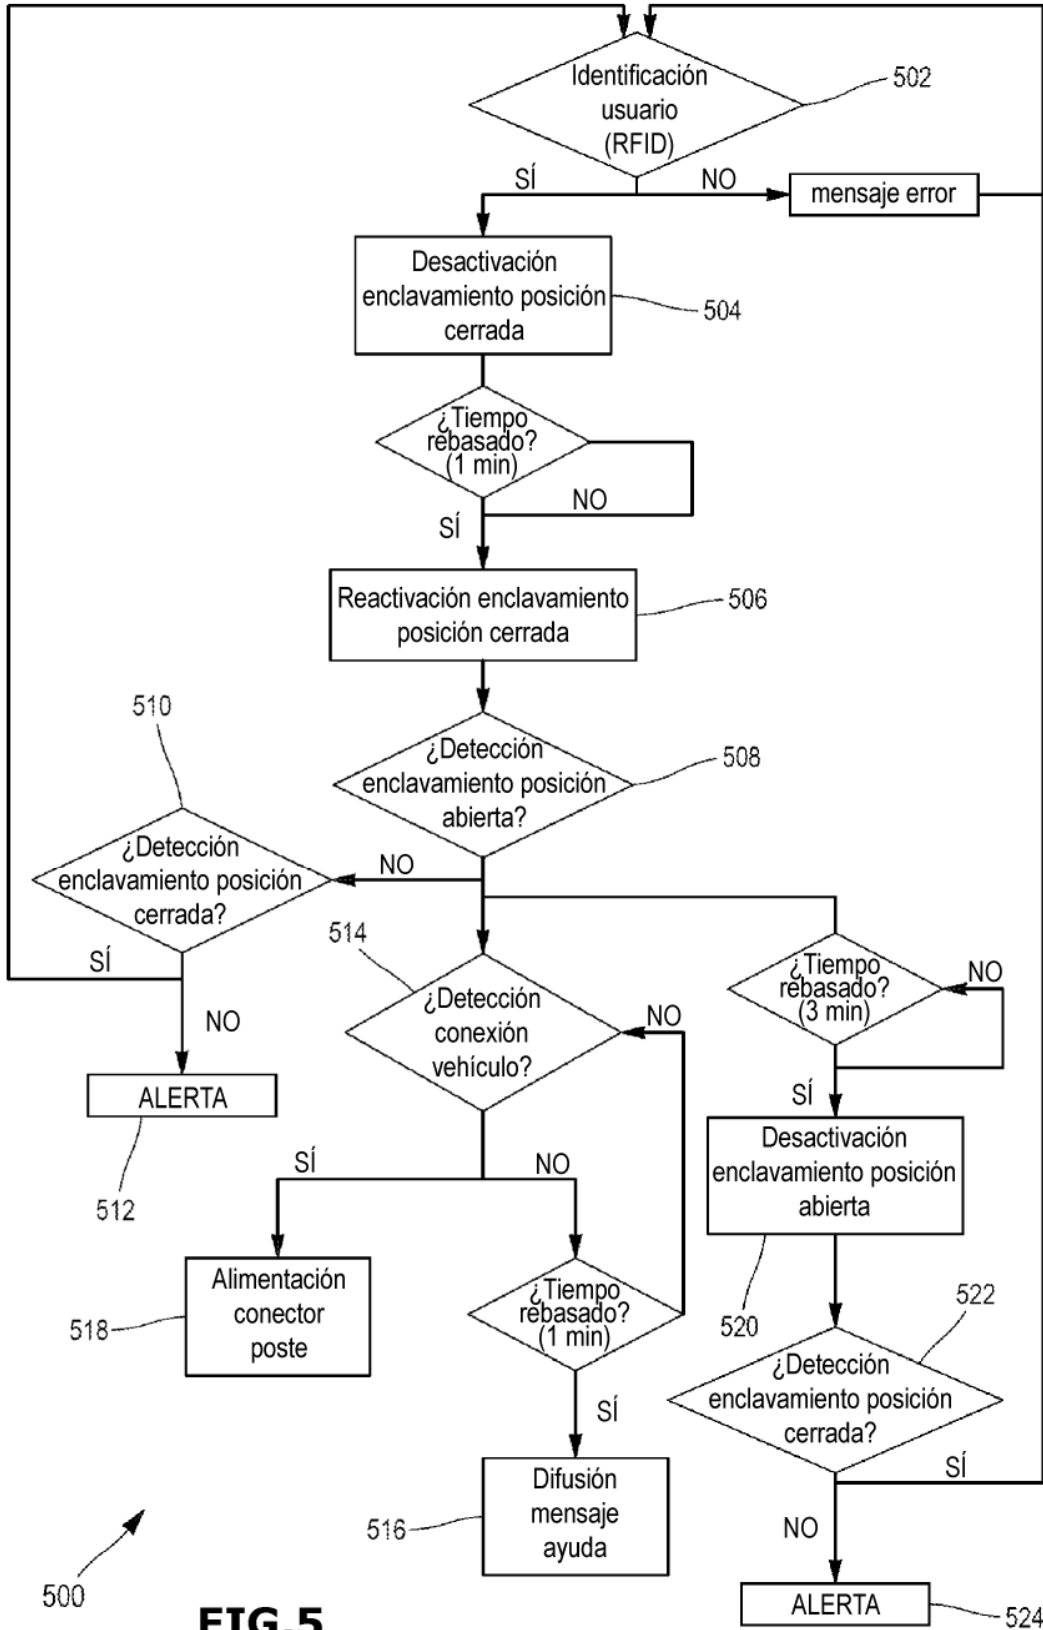 Identificación
usuario
(RFID)
502
SÍ
NO
mensaje error
Desactivación
enclavamiento posición
cerrada
504
¿Tiempo
rebasado?
(1 min)
NO
SÍ
Reactivación enclavamiento
posición cerrada
506
510
¿Detección
enclavamiento posición
abierta?
508
¿Detección
enclavamiento posición
cerrada?
NO
SÍ
NO
ALERTA
512
514
¿Detección
conexión
vehículo?
NO
¿Tiempo
rebasado?
(3 min)
NO
SÍ
Desactivación
enclavamiento posición
abierta
520
SÍ
NO
Alimentación
conector
poste
518
¿Tiempo
rebasado?
(1 min)
SÍ
Difusión
mensaje
ayuda
516
522
¿Detección
enclavamiento posición
cerrada?
SÍ
NO
ALERTA
524
500
FIG.5